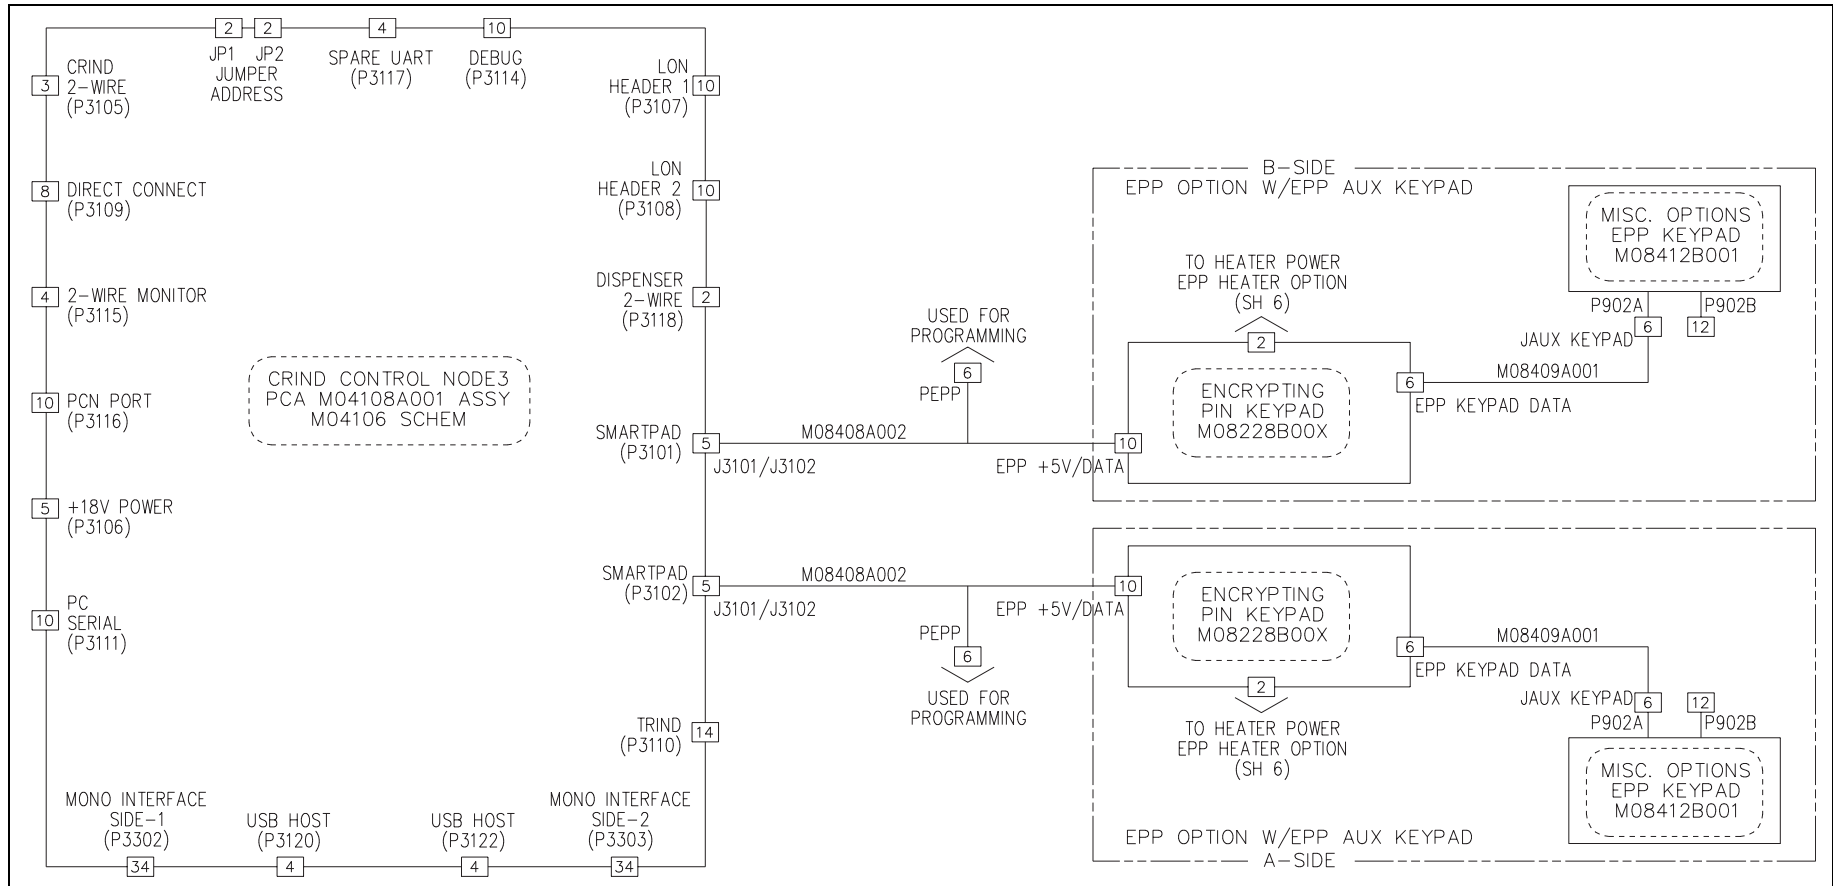 2
2
4
10
JP1 JP2
JUMPER
ADDRESS
SPARE UART
(P3117)
DEBUG
(P3114)
3
CRIND
2-WIRE
(P3105)
8
DIRECT CONNECT
(P3109)
4
2-WIRE MONITOR
(P3115)
10
PCN PORT
(P3116)
5
+18V POWER
(P3106)
10
PC
SERIAL
(P3111)
CRIND CONTROL NODE3
PCA M04108A001 ASSY
M04106 SCHEM
LON
HEADER 1
(P3107)
10
LON
HEADER 2
(P3108)
10
DISPENSER
2-WIRE
(P3118)
2
SMARTPAD
(P3101)
5
SMARTPAD
(P3102)
5
TRIND
(P3110)
14
MONO INTERFACE
SIDE-1
(P3302)
34
USB HOST
(P3120)
4
USB HOST
(P3122)
4
MONO INTERFACE
SIDE-2
(P3303)
34
M08408A002
J3101/J3102
USED FOR
PROGRAMMING
6
PEPP
EPP +5V/DATA
10
B-SIDE
EPP OPTION W/EPP AUX KEYPAD
TO HEATER POWER
EPP HEATER OPTION
(SH 6)
2
ENCRYPTING
PIN KEYPAD
M08228B00X
6
EPP KEYPAD DATA
M08409A001
MISC. OPTIONS
EPP KEYPAD
M08412B001
P902A
P902B
6
12
JAUX KEYPAD
M08408A002
J3101/J3102
PEPP
6
USED FOR
PROGRAMMING
EPP +5V/DATA
10
ENCRYPTING
PIN KEYPAD
M08228B00X
2
TO HEATER POWER
EPP HEATER OPTION
(SH 6)
6
M08409A001
EPP KEYPAD DATA
JAUX KEYPAD
6
12
P902A
P902B
MISC. OPTIONS
EPP KEYPAD
M08412B001
EPP OPTION W/EPP AUX KEYPAD
A-SIDE